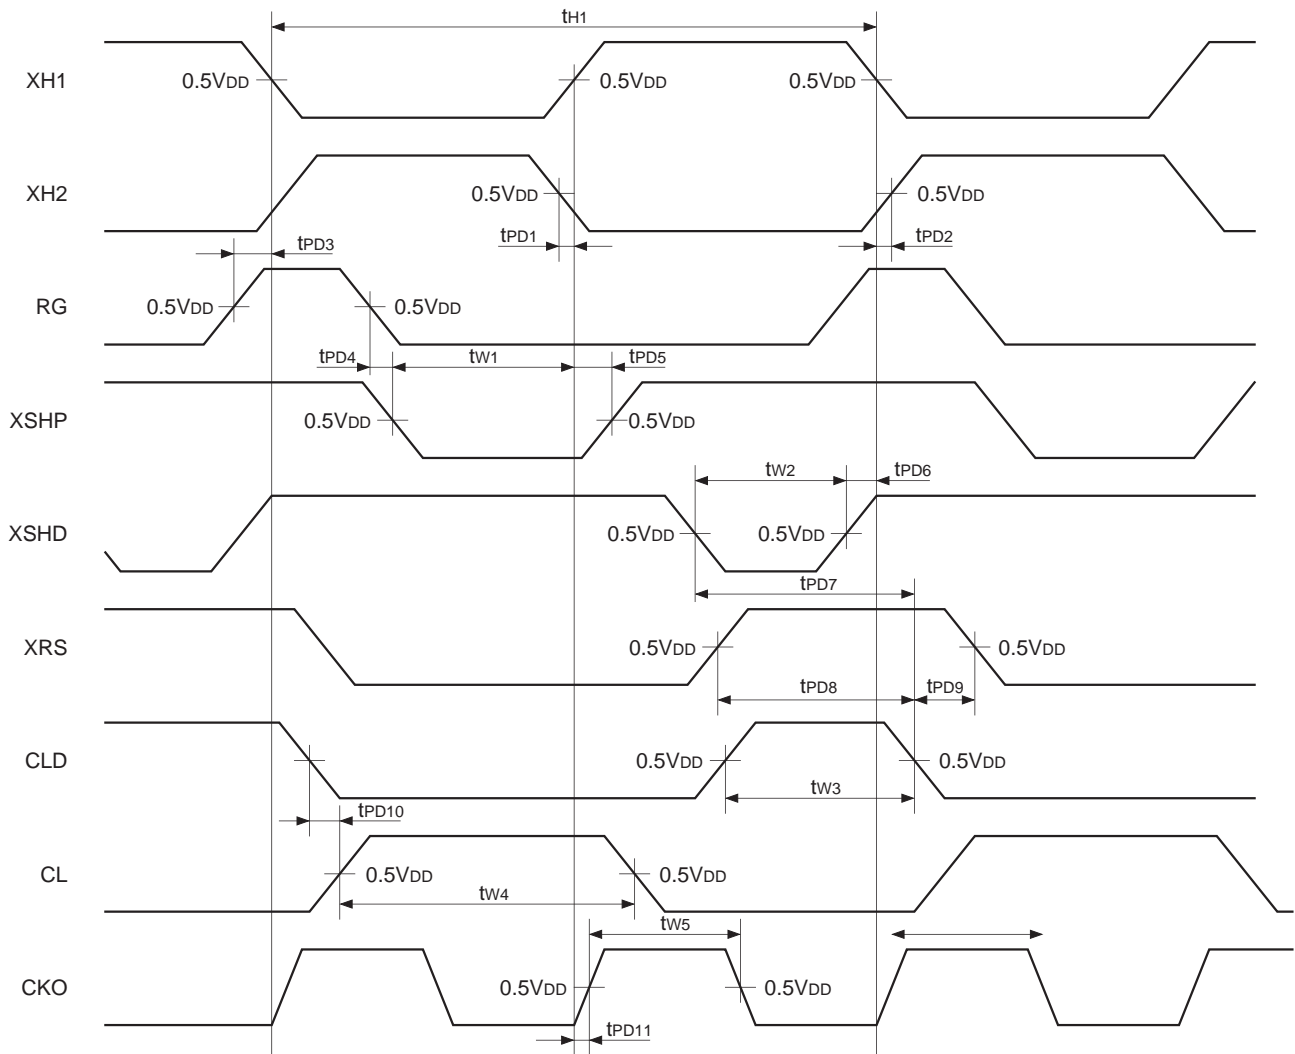 tH1
XH1 0.5VDD 0.5VDD 0.5VDD
XH2 0.5VDD 0.5VDD
tPD3 tPD1 tPD2
RG 0.5VDD 0.5VDD
tPD4 tW1 tPD5
XSHP 0.5VDD 0.5VDD
tW2 tPD6
XSHD 0.5VDD 0.5VDD
tPD7
XRS 0.5VDD 0.5VDD
tPD8 tPD9
CLD 0.5VDD 0.5VDD
tW3
tPD10
CL 0.5VDD 0.5VDD
tW4
tW5
CKO 0.5VDD 0.5VDD
tPD11